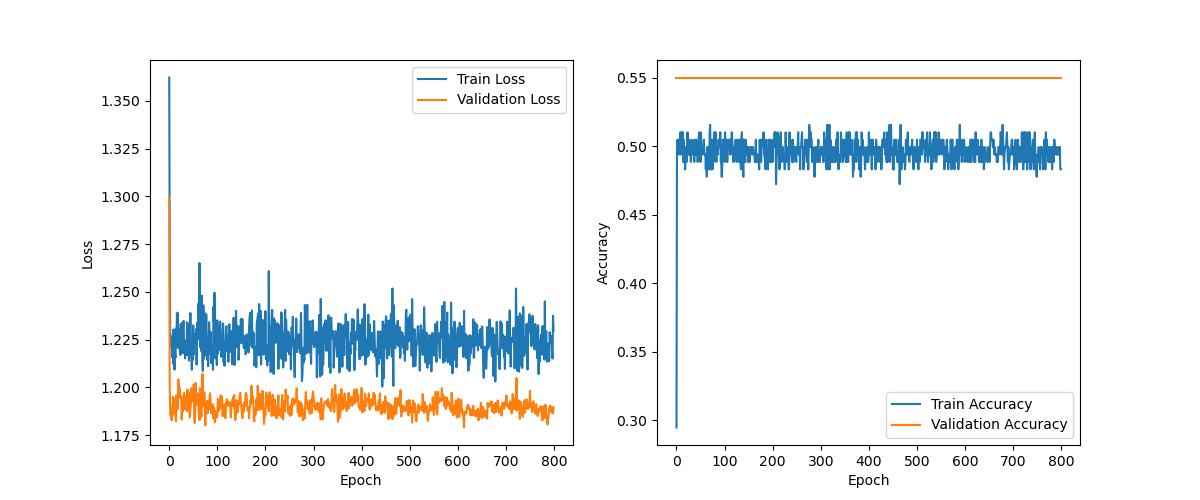 Train Loss
Validation Loss
1.350
1.325
1.300
1.275
1.250
1.225
1.200
1.175
Loss
0 100 200 300 400 500 600 700 800
Epoch
0.55
0.50
0.45
0.40
0.35
0.30
Accuracy
Train Accuracy
Validation Accuracy
0 100 200 300 400 500 600 700 800
Epoch